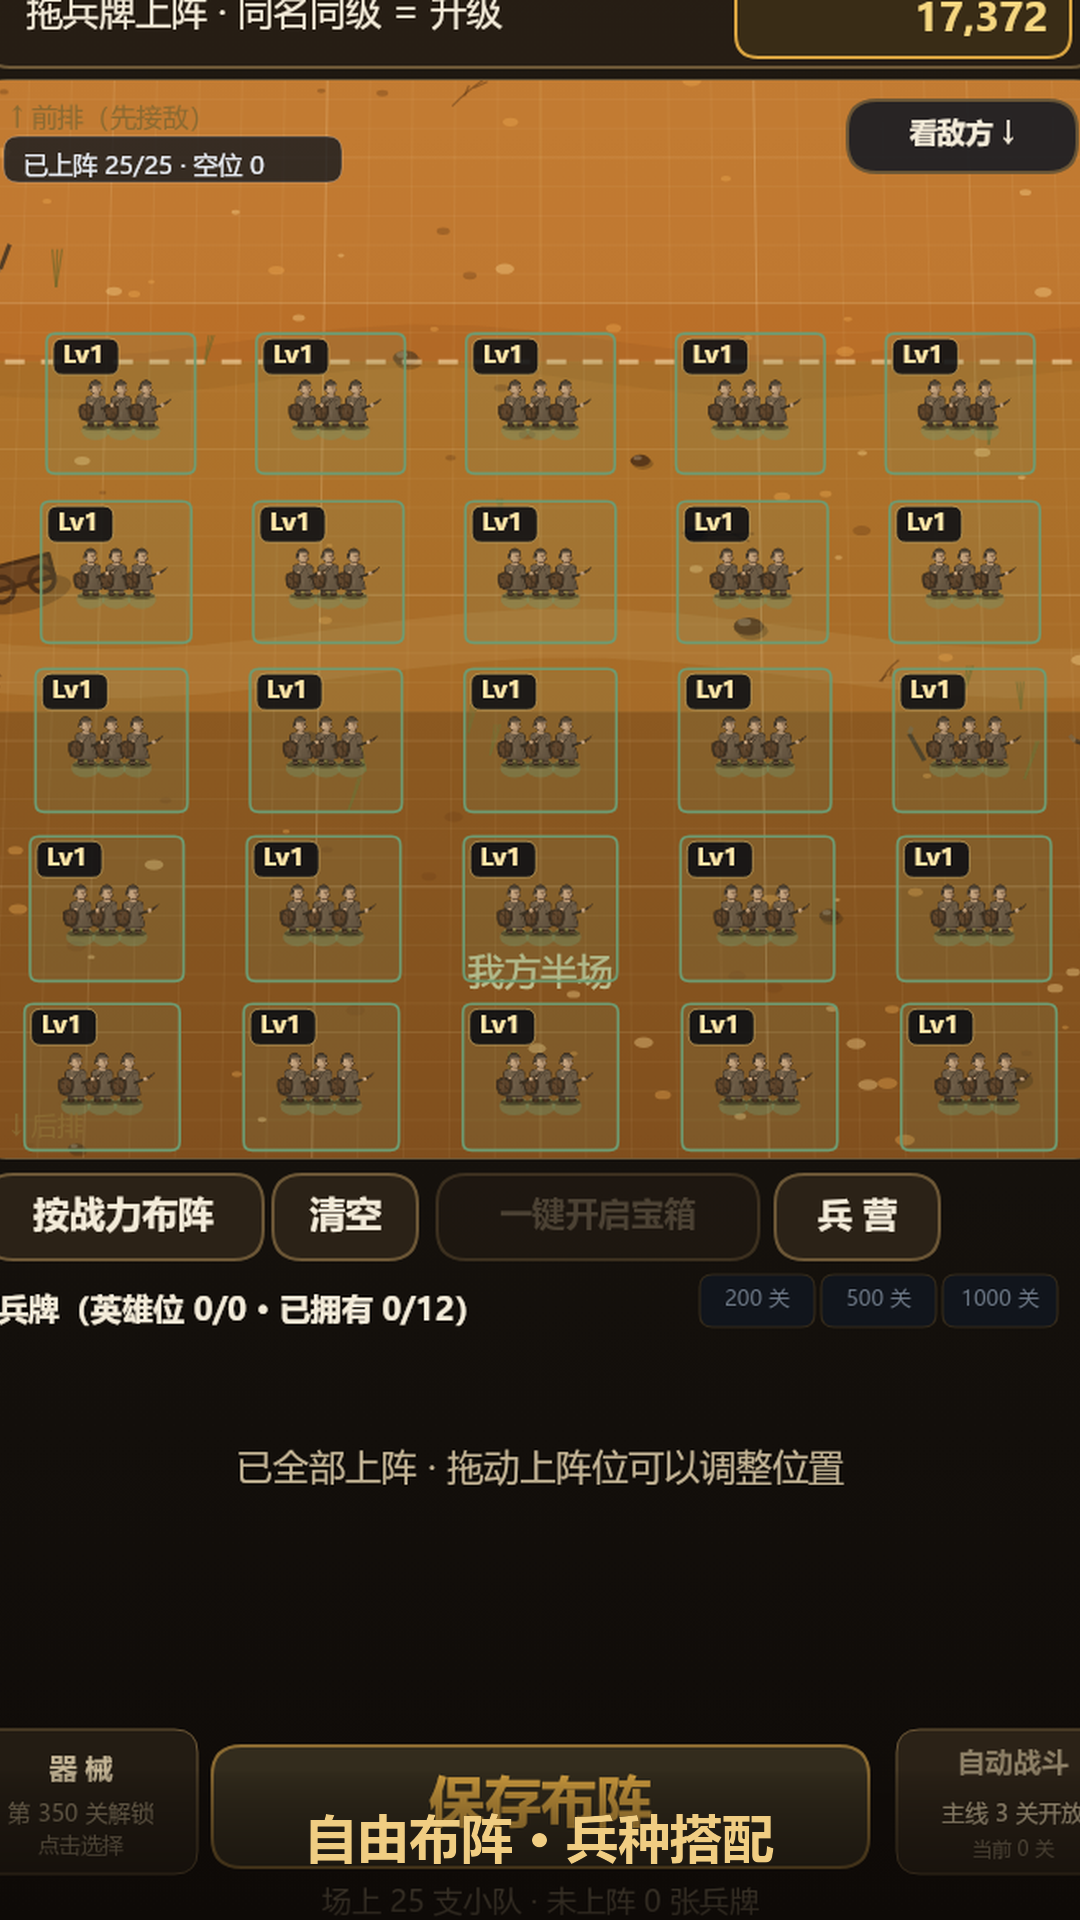 拖兵牌上阵 · 同名同级 = 升级
17,372
↑前排（先接敌）
看敌方↓
已上阵 25/25 · 空位 0
Lv1 Lv1 Lv1 Lv1 Lv1
Lv1 Lv1 Lv1 Lv1 Lv1
Lv1 Lv1 Lv1 Lv1 Lv1
Lv1 Lv1 Lv1 Lv1 Lv1
我方半场
Lv1 Lv1 Lv1 Lv1 Lv1
↓后排
按战力布阵 清空 一键开启宝箱 兵 营
兵牌（英雄位 0/0 • 已拥有 0/12）
200 关 500 关 1000 关
已全部上阵 · 拖动上阵位可以调整位置
器 械
第 350 关解锁
点击选择
保存布阵
自由布阵 • 兵种搭配
自动战斗
主线 3 关开放
当前 0 关
场上 25 支小队 · 未上阵 0 张兵牌